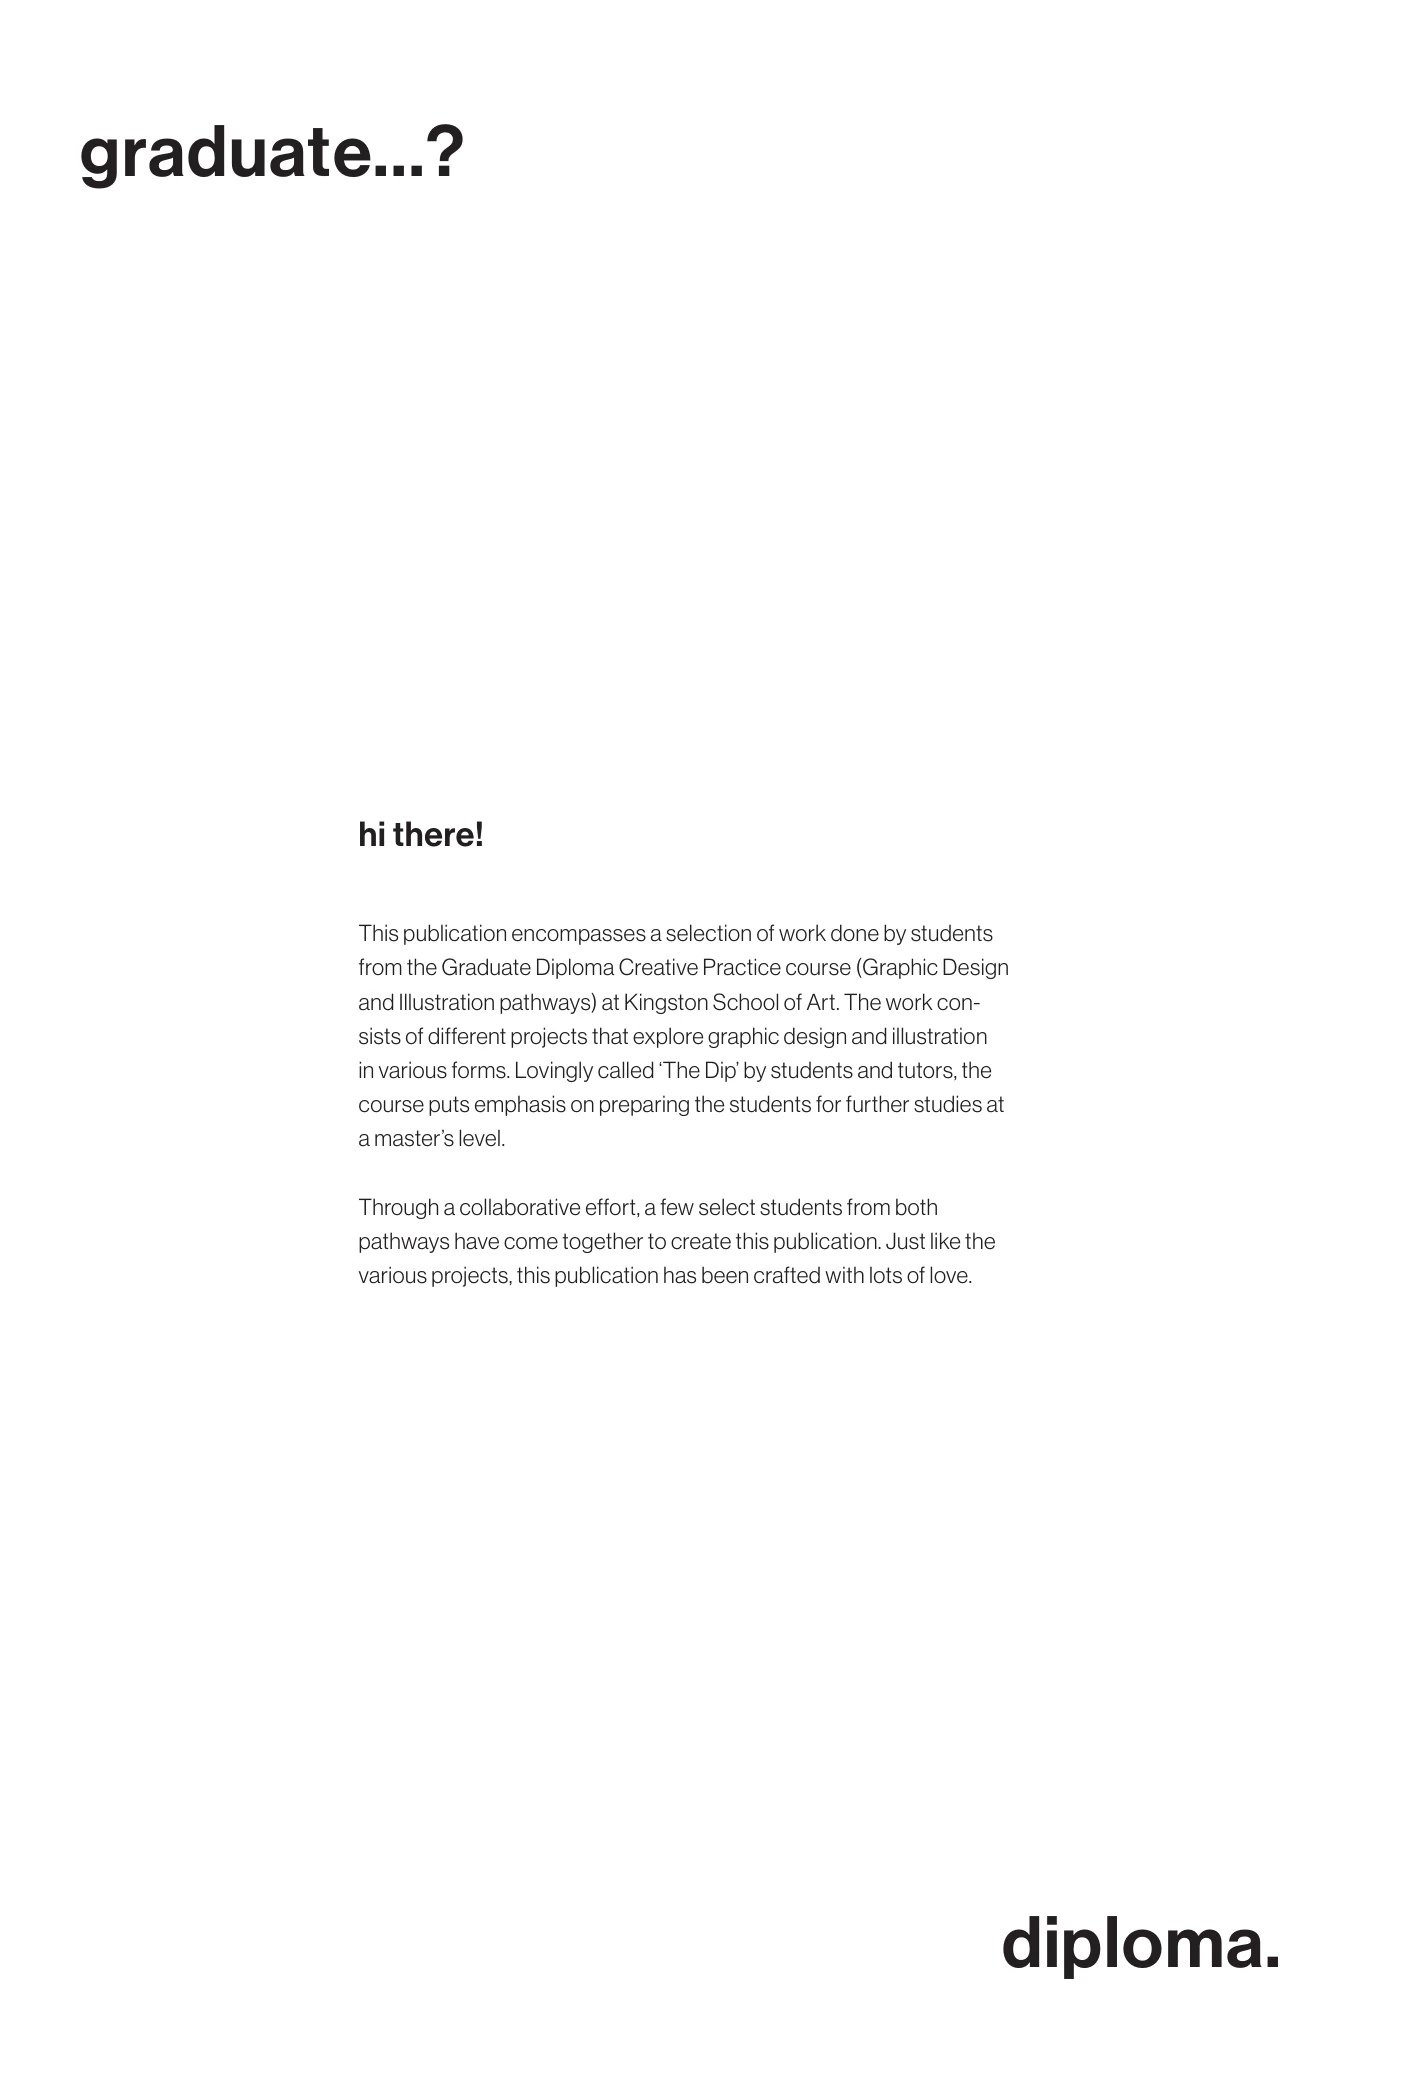 graduate...?
hi there!
This publication encompasses a selection of work done by students
from the Graduate Diploma Creative Practice course (Graphic Design
and Illustration pathways) at Kingston School of Art. The work con-
sists of different projects that explore graphic design and illustration
in various forms. Lovingly called ‘The Dip’ by students and tutors, the
course puts emphasis on preparing the students for further studies at
a master’s level.
Through a collaborative effort, a few select students from both
pathways have come together to create this publication. Just like the
various projects, this publication has been crafted with lots of love.
diploma.